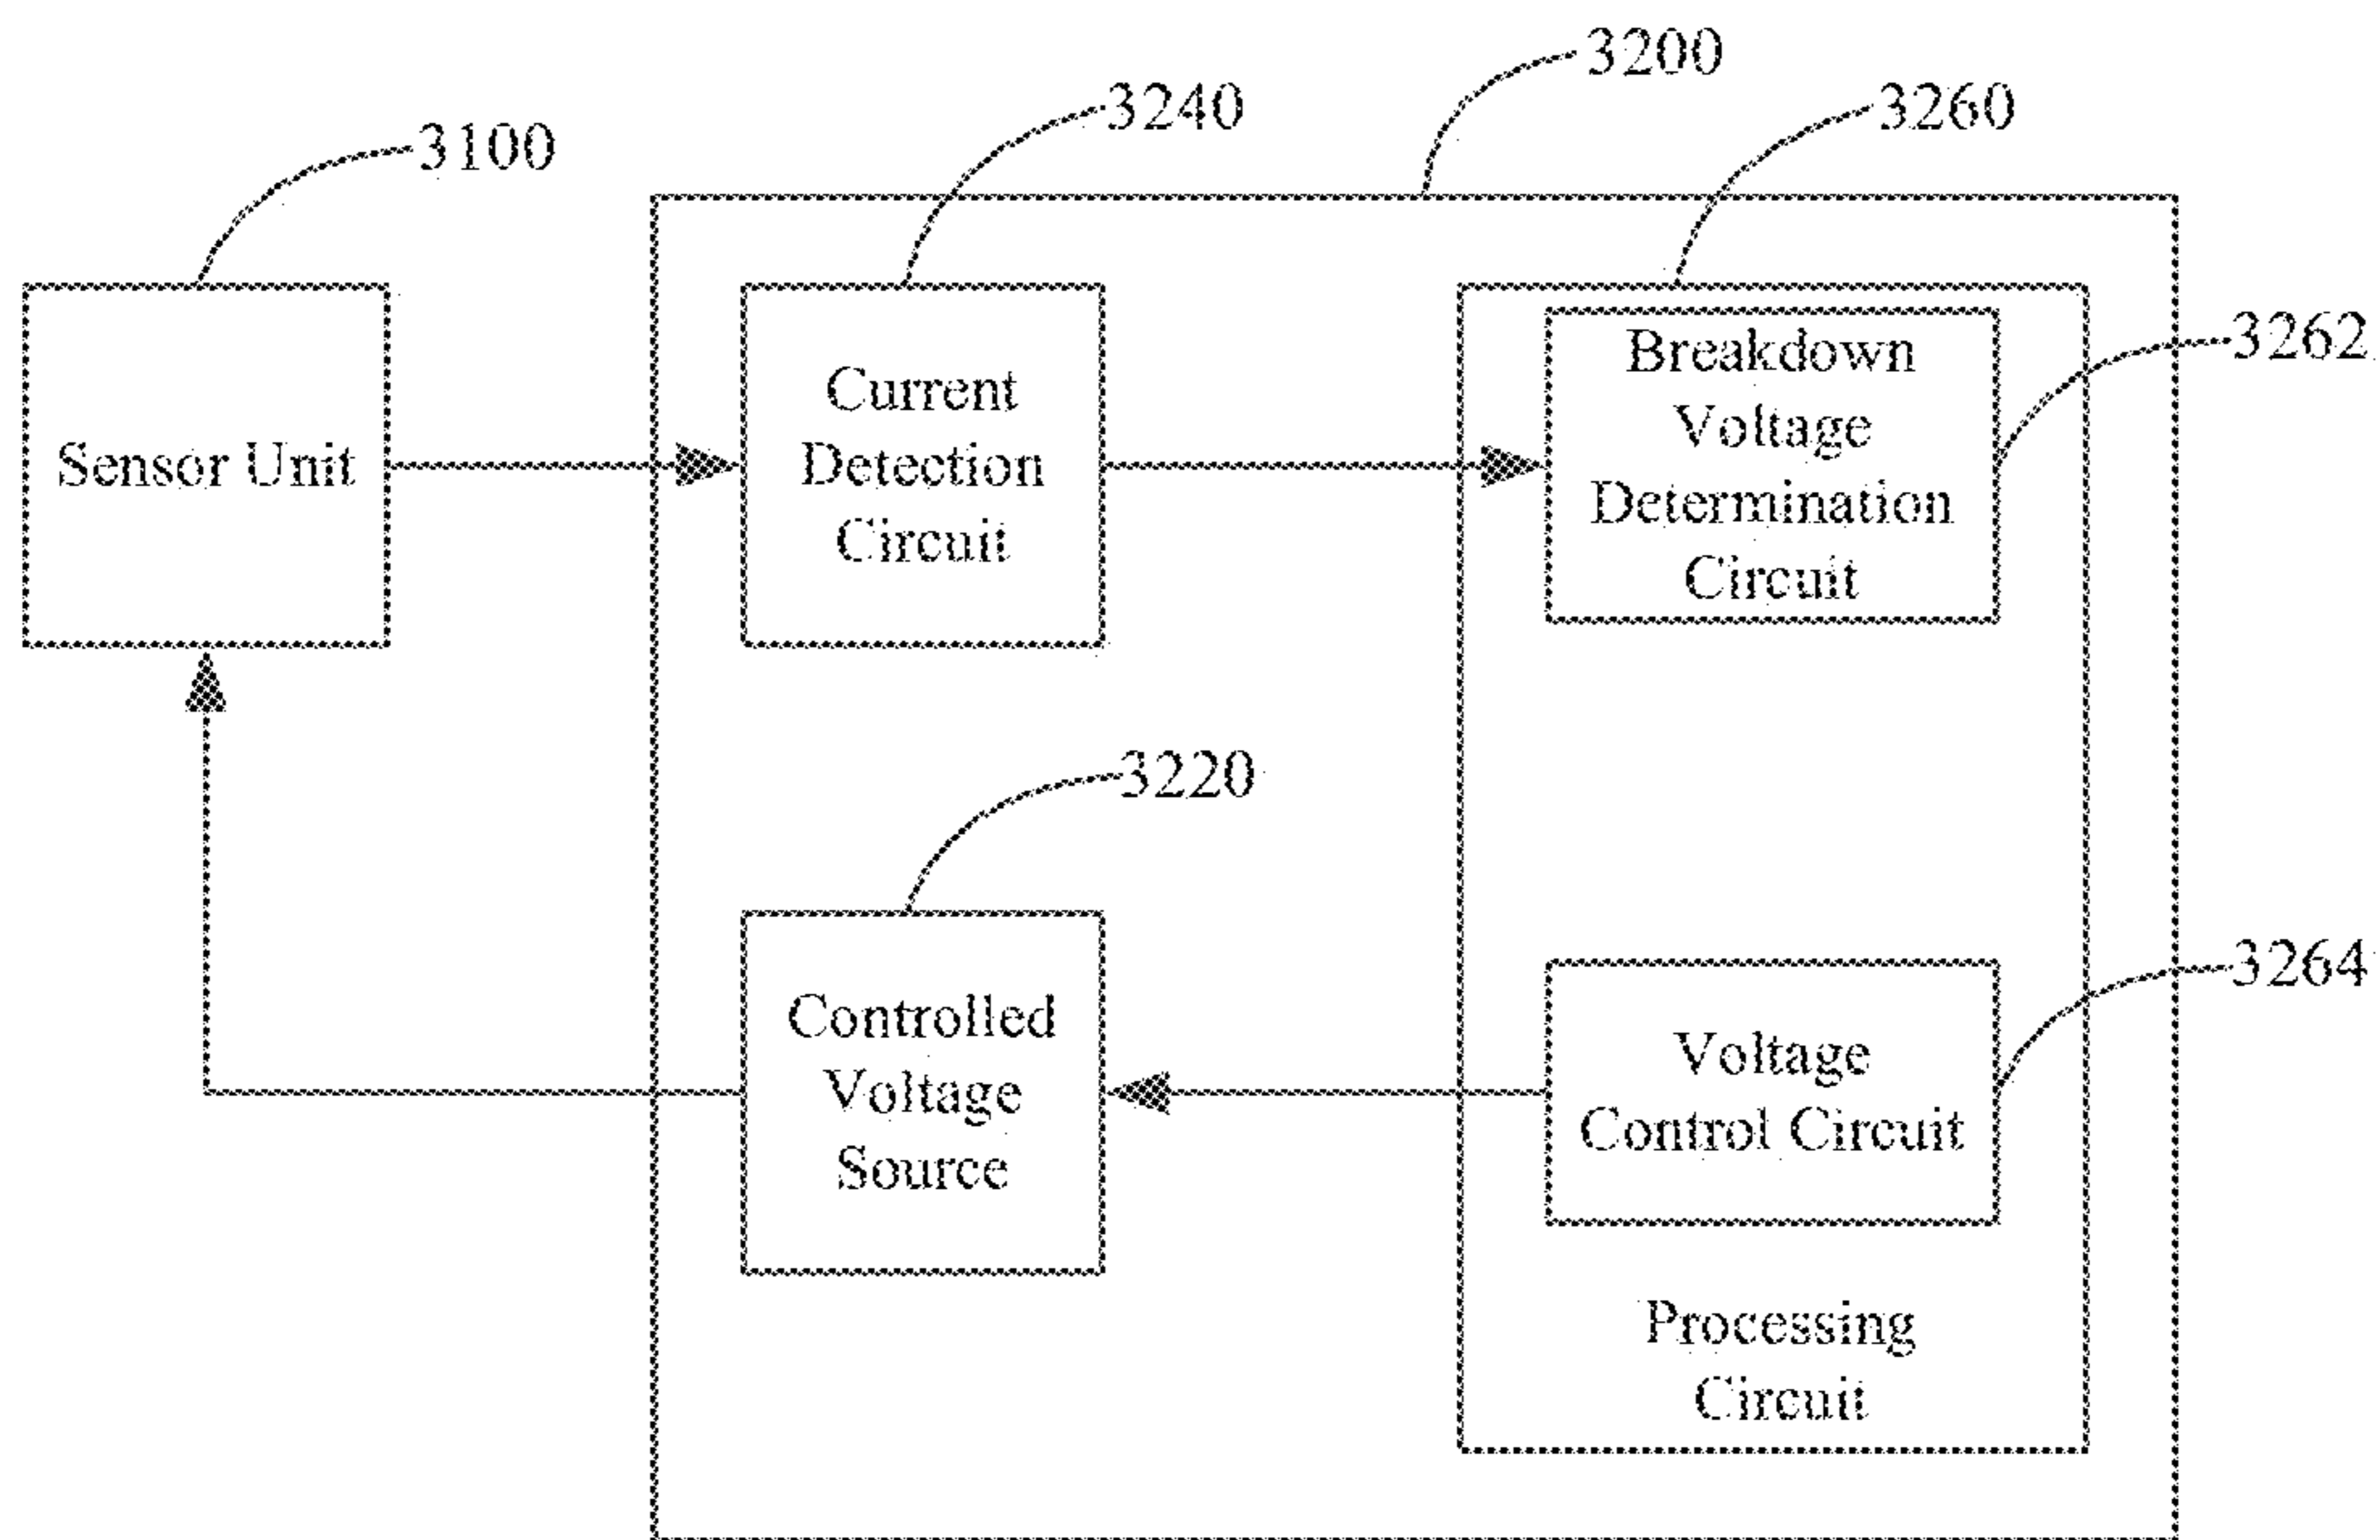 3200
3240
3260
3100
3262
Sensor Unit
Current
Detection
Circuit
Breakdown
Voltage
Determination
Circuit
3220
3264
Controlled
Voltage
Source
Voltage
Control Circuit
Processing
Circuit